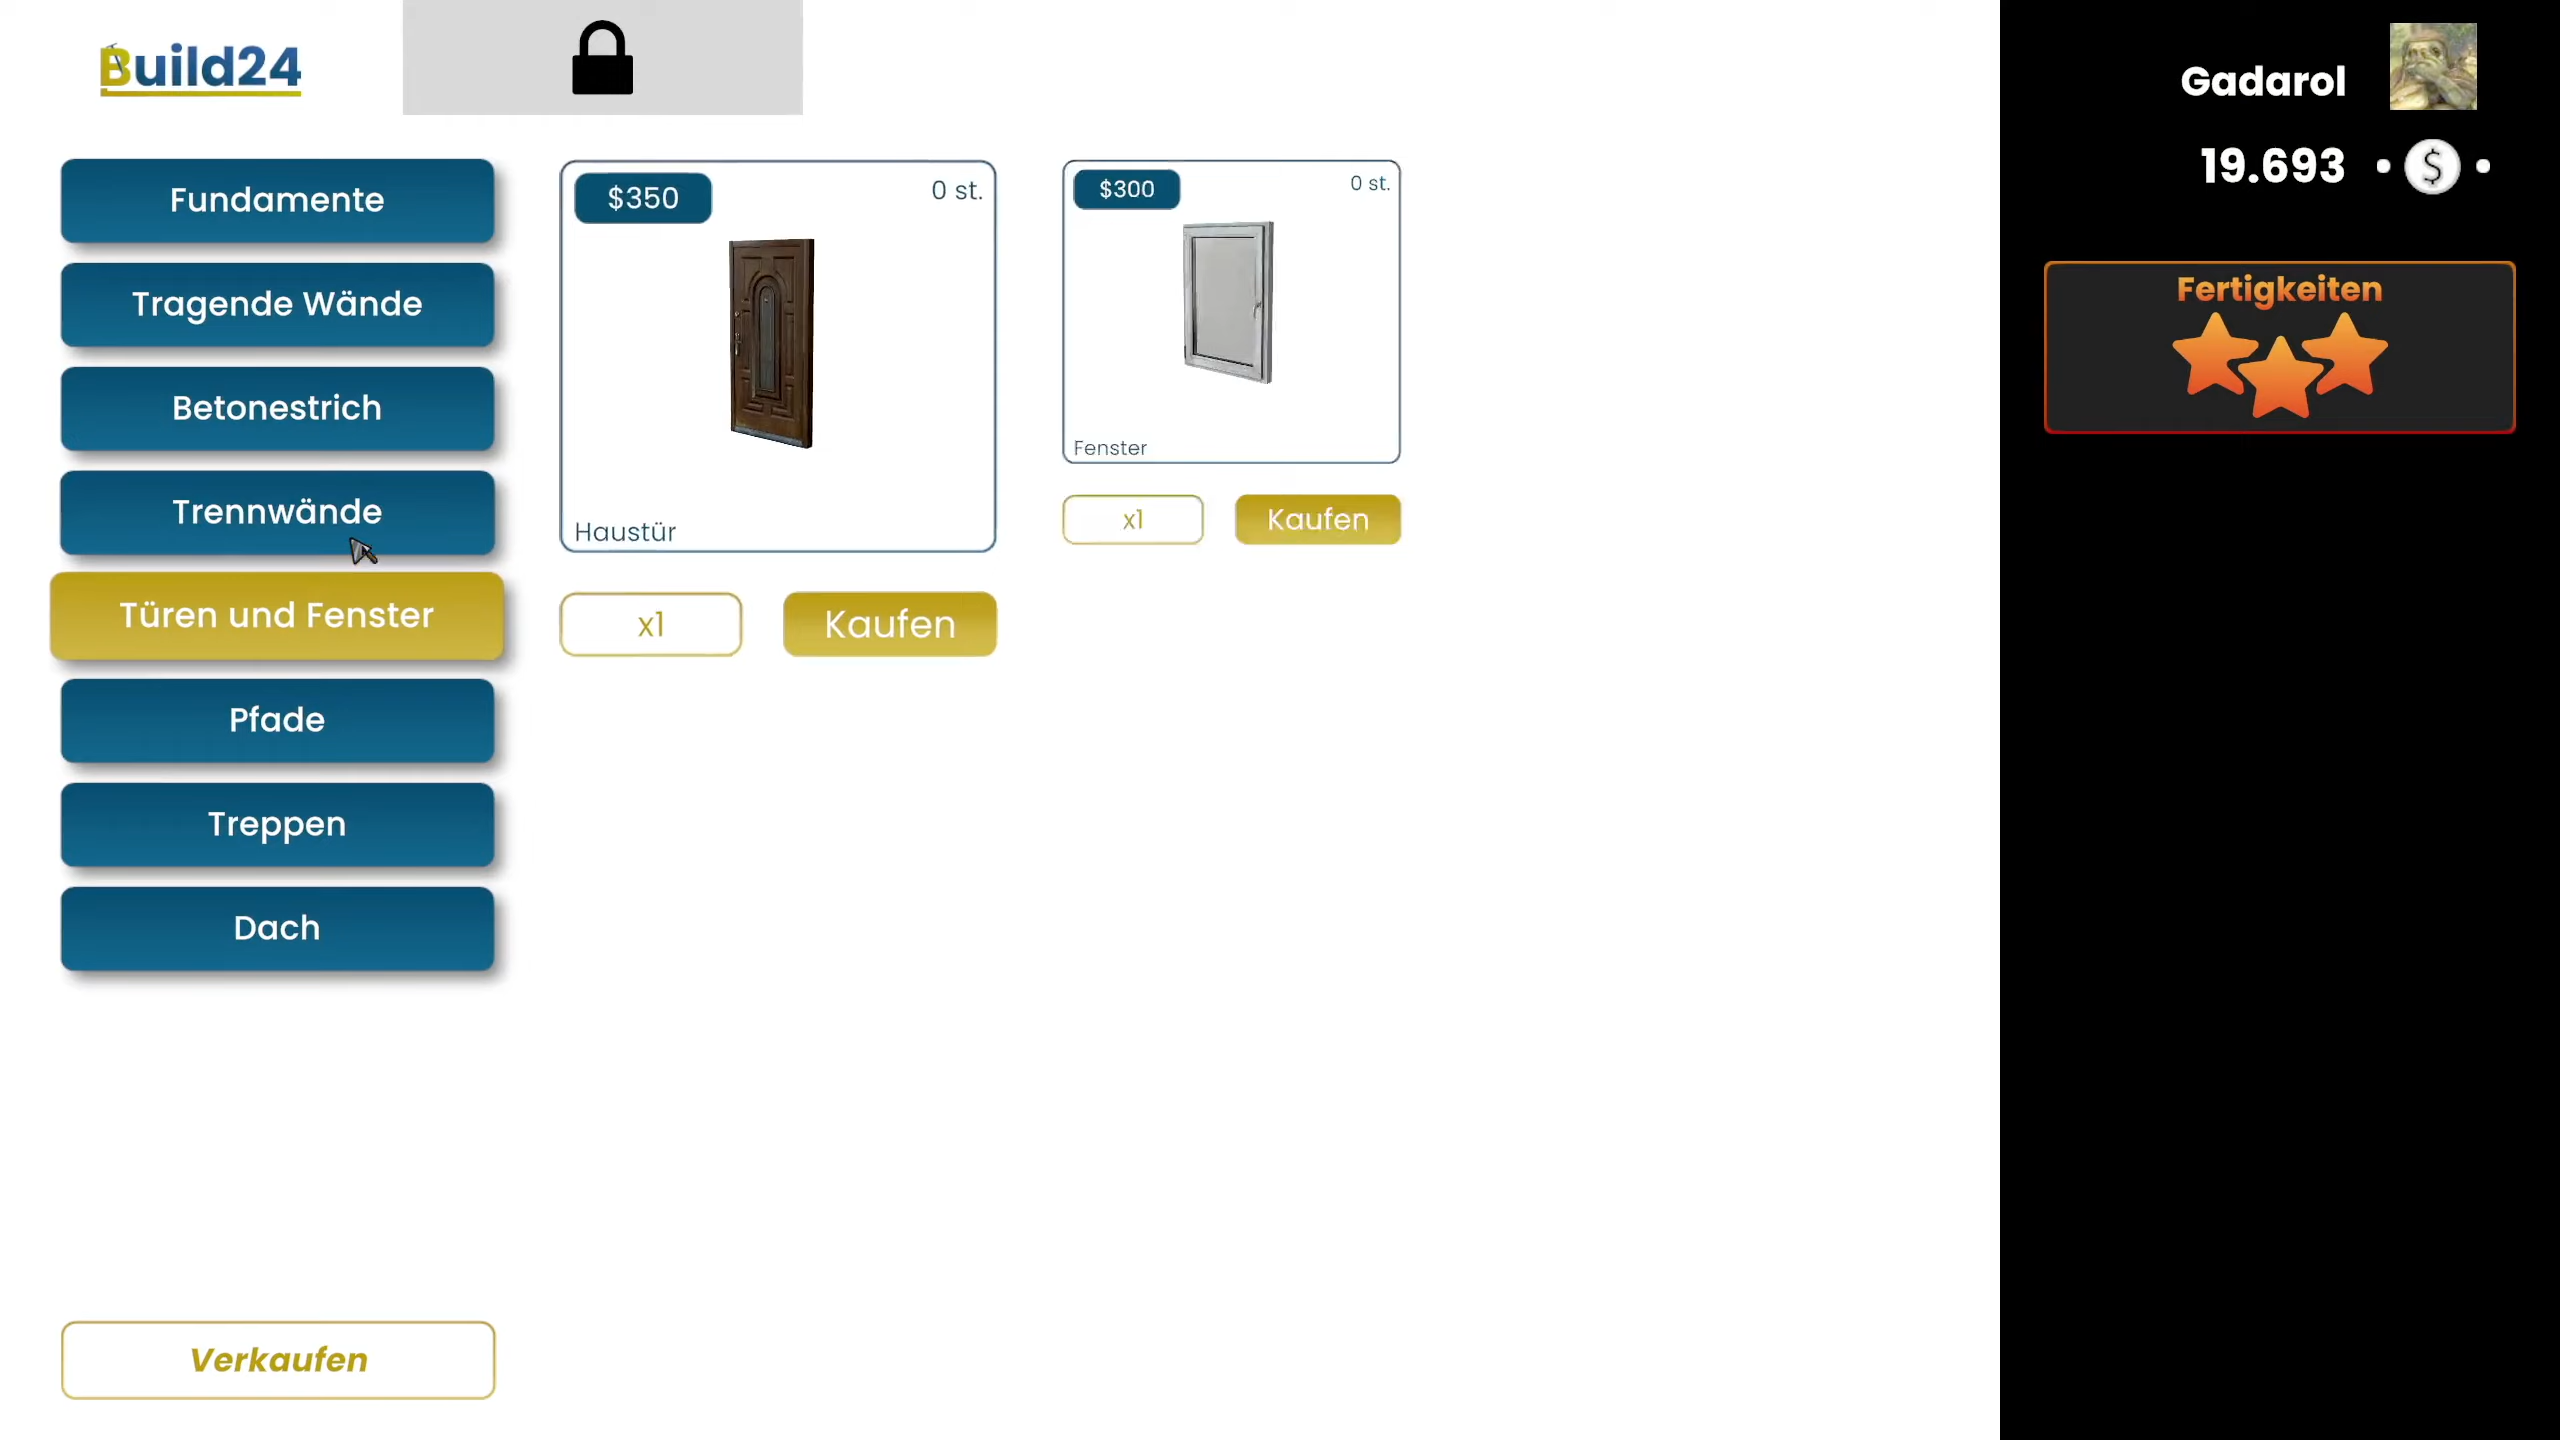 Build24
Gadarol
19.693
$
Fertigkeiten
Fundamente
Tragende Wände
Betonestrich
Trennwände
Türen und Fenster
Pfade
Treppen
Dach
Verkaufen
$350
0 st.
Haustür
x1
Kaufen
$300
0 st.
Fenster
x1
Kaufen